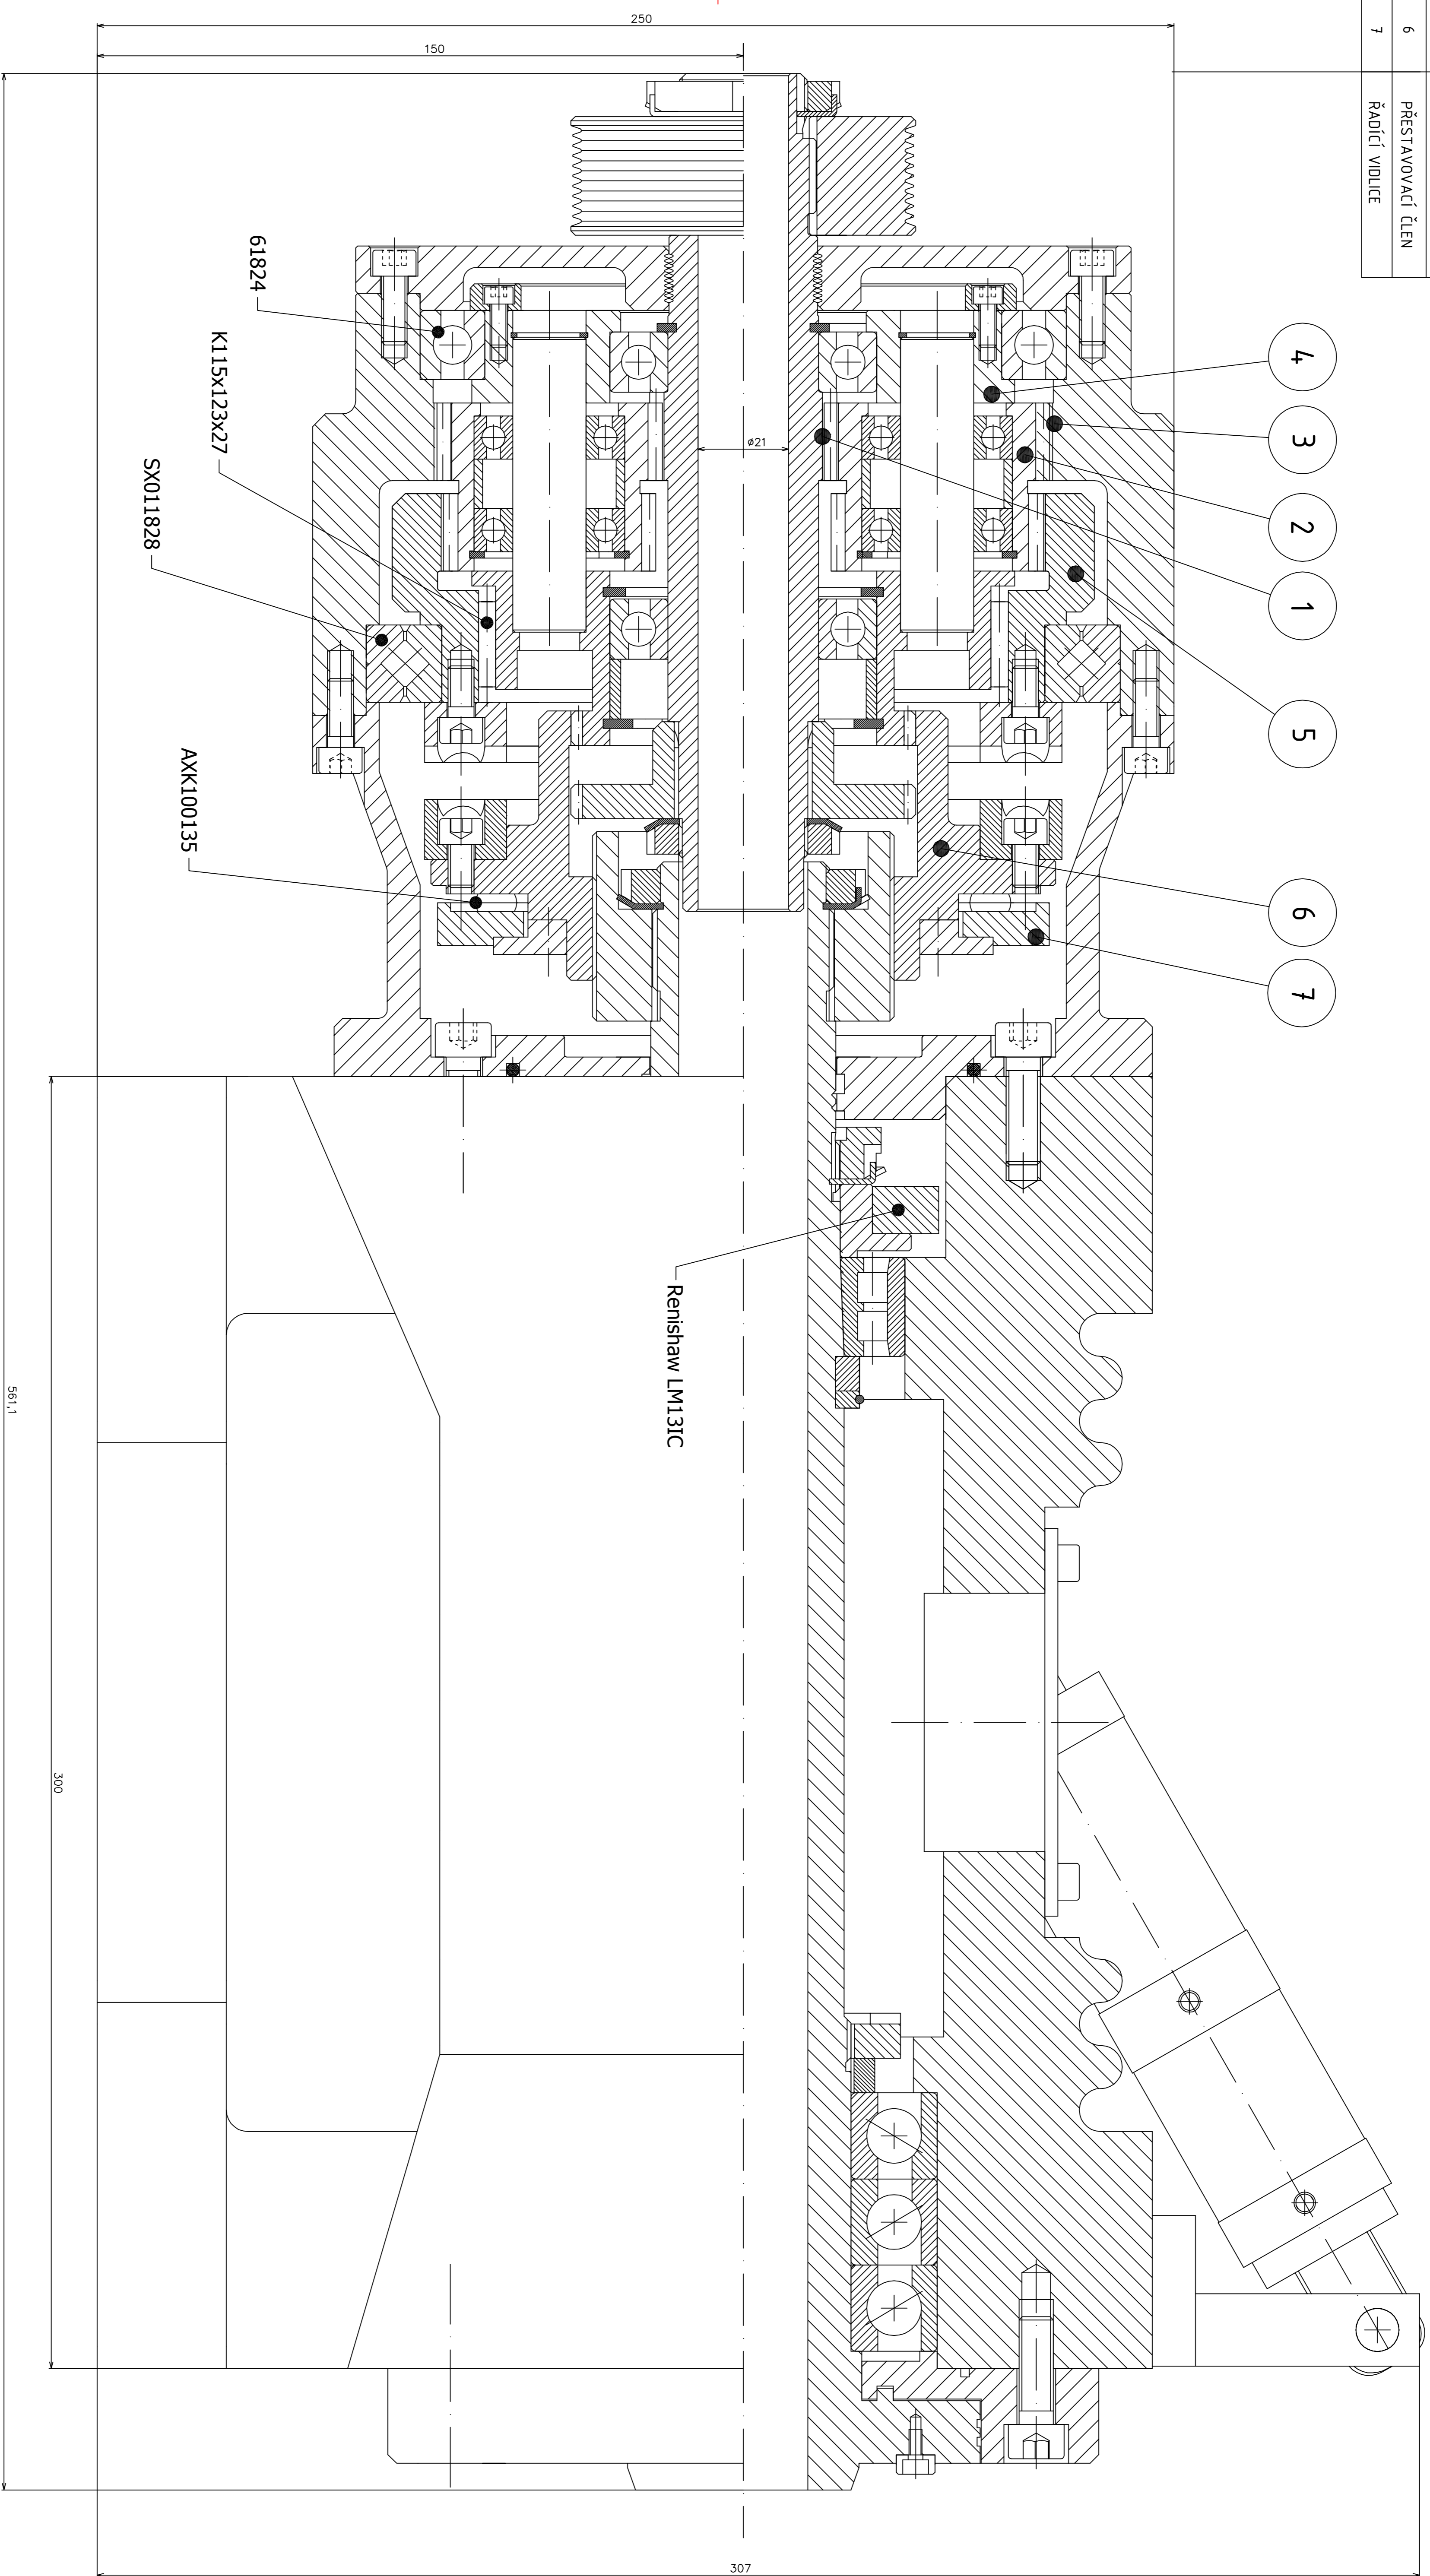 6 PŘESTAVOVACÍ ČLEN
7 ŘADÍCÍ VIDLICE
250
150
4
3
2
1
5
6
7
61824
K115x123x27
SX011828
AXK100135
ø21
Renishaw LM13IC
561,1
300
307